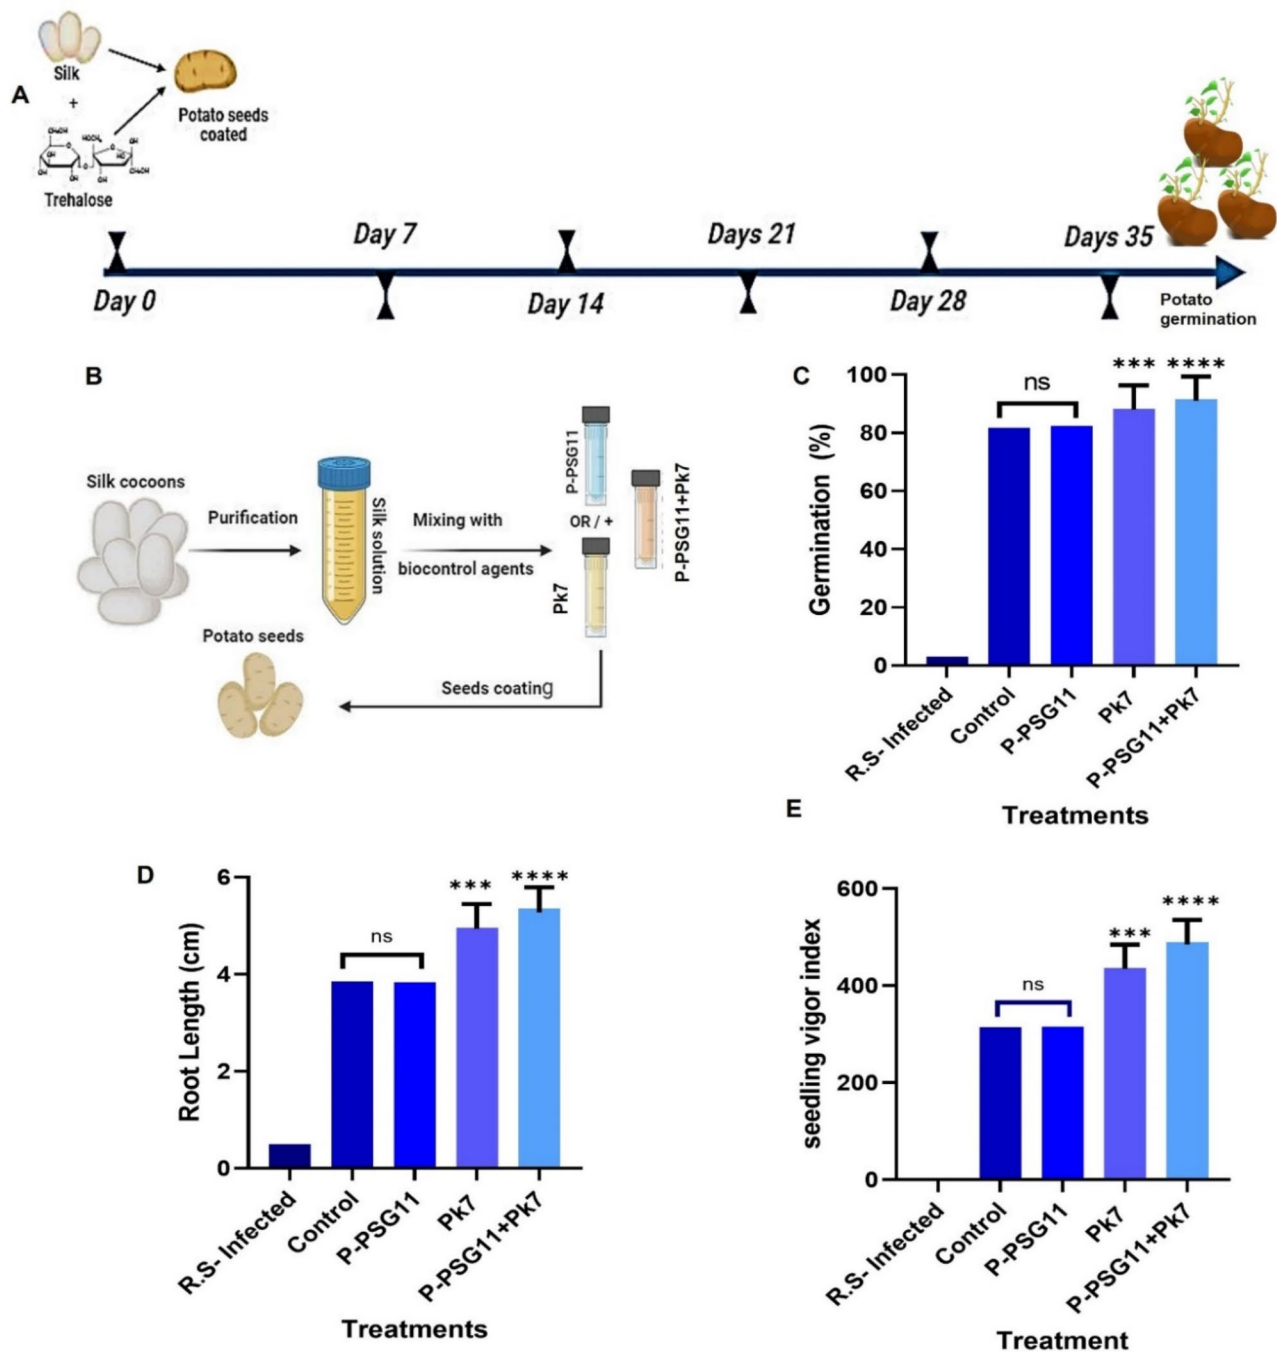 A
Silk
+
Trehalose
Potato seeds
coated
Day 0
Day 7
Day 14
Days 21
Day 28
Days 35
Potato
germination
B
Silk cocoons
Purification
Silk solution
Mixing with
biocontrol agents
P-PSG11
OR / +
Pk7
P-PSG11+Pk7
Seeds coating
Potato seeds
C
Germination (%)
100
80
60
40
20
0
ns
*** ****
R.S- Infected
Control
P-PSG11
Pk7
P-PSG11+Pk7
Treatments
D
Root Length (cm)
6
4
2
0
ns
*** ****
R.S- Infected
Control
P-PSG11
Pk7
P-PSG11+Pk7
Treatments
E
seedling vigor index
600
400
200
0
ns
*** ****
R.S- Infected
Control
P-PSG11
Pk7
P-PSG11+Pk7
Treatment